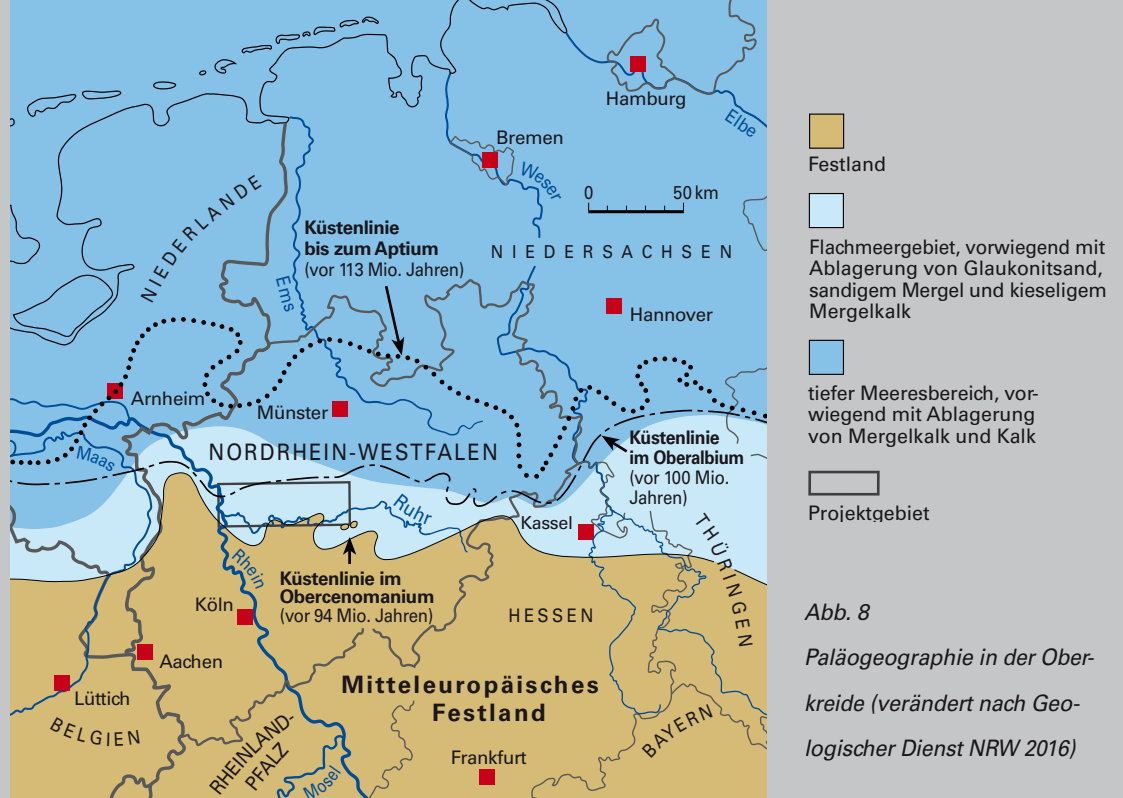 Hamburg
Elbe
Bremen
Weser
0 50 km
NIEDERLANDE
Küstenlinie
bis zum Aptium
(vor 113 Mio. Jahren)
NIEDERSACHSEN
Ems
Hannover
Arnheim
Münster
Maas
NORDRHEIN-WESTFALEN
Küstenlinie
im Oberalbium
(vor 100 Mio.
Jahren)
Ruhr
Kassel
THÜRINGEN
Rhein
Küstenlinie im
Obercenomanium
(vor 94 Mio. Jahren)
Köln
HESSEN
Aachen
Lüttich
Mitteleuropäisches
Festland
BELGIEN
RHEINLAND-
PFALZ
Mosel
BAYERN
Frankfurt
Festland
Flachmeergebiet, vorwiegend mit
Ablagerung von Glaukonitsand,
sandigem Mergel und kieseligem
Mergelkalk
tiefer Meeresbereich, vor-
wiegend mit Ablagerung
von Mergelkalk und Kalk
Projektgebiet
Abb. 8
Paläogeographie in der Ober-
kreide (verändert nach Geo-
logischer Dienst NRW 2016)